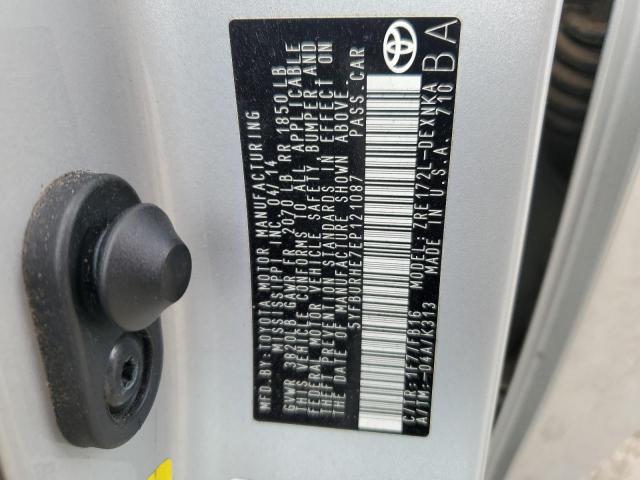 MFD.BY:TOYOTA MOTOR MANUFACTURING
MISSISSIPPI, INC. 04/14
GVWR 3820LB GAWR FR 2070 LB RR 1850LB
THIS VEHICLE CONFORMS TO ALL APPLICABLE
FEDERAL MOTOR VEHICLE SAFETY, BUMPER AND
THEFT PREVENTION STANDARDS IN EFFECT ON
THE DATE OF MANUFACTURE SHOWN ABOVE.
5YFBURHE7EP121087 PASS.CAR
C/TR:1F7/FB16 ZRE172L-DEXNKA
A/TM:-04A/K313 MADE IN U.S.A. 710
BA